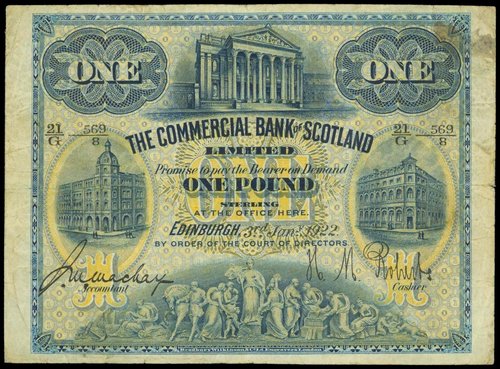 ONE ONE
THE COMMERCIAL BANK OF SCOTLAND
21/G 569/8 21/G 569/8
LIMITED
Promise to pay the Bearer on Demand
ONE POUND
STERLING
AT THE OFFICE HERE.
EDINBURGH, 3rd Jany. 1922.
BY ORDER OF THE COURT OF DIRECTORS.
Accountant Cashier